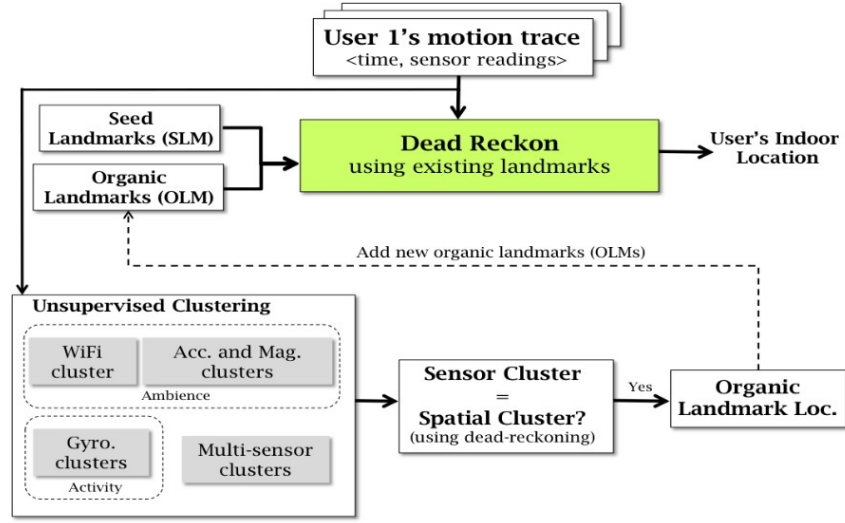 User 1's motion trace
<time, sensor readings>
Seed
Landmarks (SLM)
Organic
Landmarks (OLM)
Dead Reckon
using existing landmarks
User's Indoor
Location
Add new organic landmarks (OLMs)
Unsupervised Clustering
WiFi
cluster
Acc. and Mag.
clusters
Ambience
Gyro.
clusters
Activity
Multi-sensor
clusters
Sensor Cluster
=
Spatial Cluster?
(using dead-reckoning)
Yes
Organic
Landmark Loc.